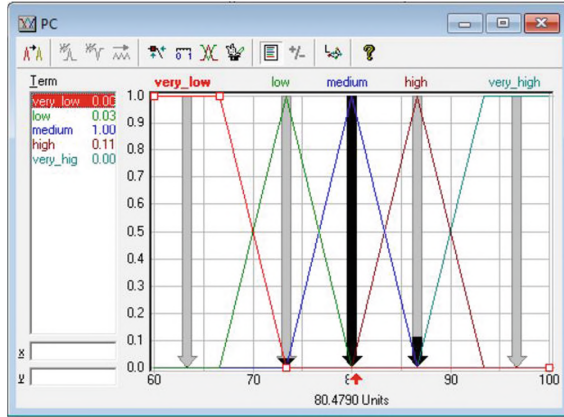 PC
Term
very_low 0.00
low 0.03
medium 1.00
high 0.11
very_hig 0.00
x
y
very_low low medium high very_high
1.0
0.9
0.8
0.7
0.6
0.5
0.4
0.3
0.2
0.1
0.0
60 70 90 100
80.4790 Units